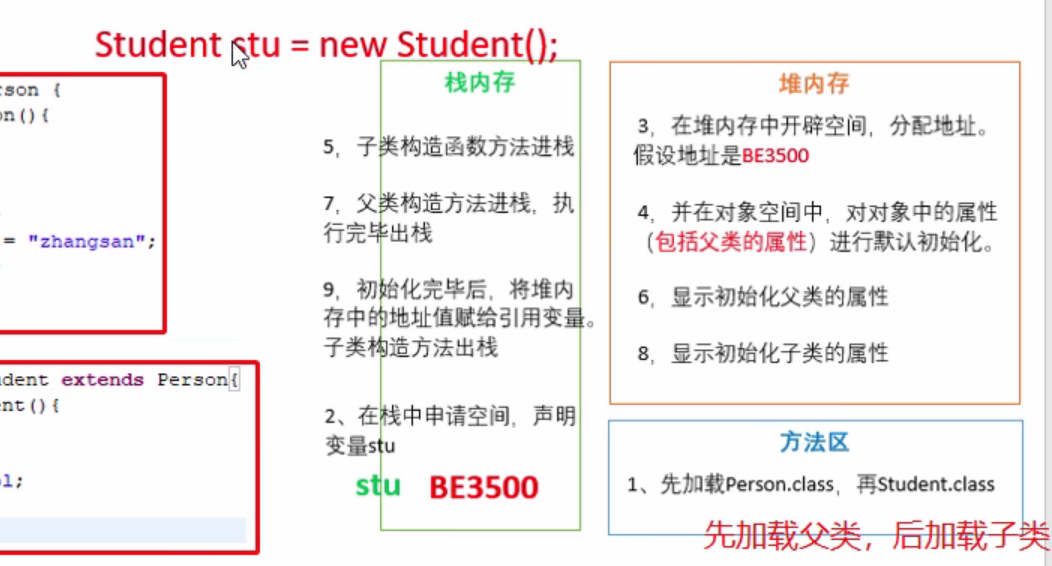 Student stu = new Student();
rson {
on(){
= "zhangsan";
udent extends Person{
ent(){
ol;
栈内存
5，子类构造函数方法进栈
7，父类构造方法进栈，执
行完毕出栈
9，初始化完毕后，将堆内
存中的地址值赋给引用变量。
子类构造方法出栈
2、在栈中申请空间，声明
变量stu
stu BE3500
堆内存
3，在堆内存中开辟空间，分配地址。
假设地址是BE3500
4，并在对象空间中，对对象中的属性
（包括父类的属性）进行默认初始化。
6，显示初始化父类的属性
8，显示初始化子类的属性
方法区
1、先加载Person.class，再Student.class
先加载父类，后加载子类